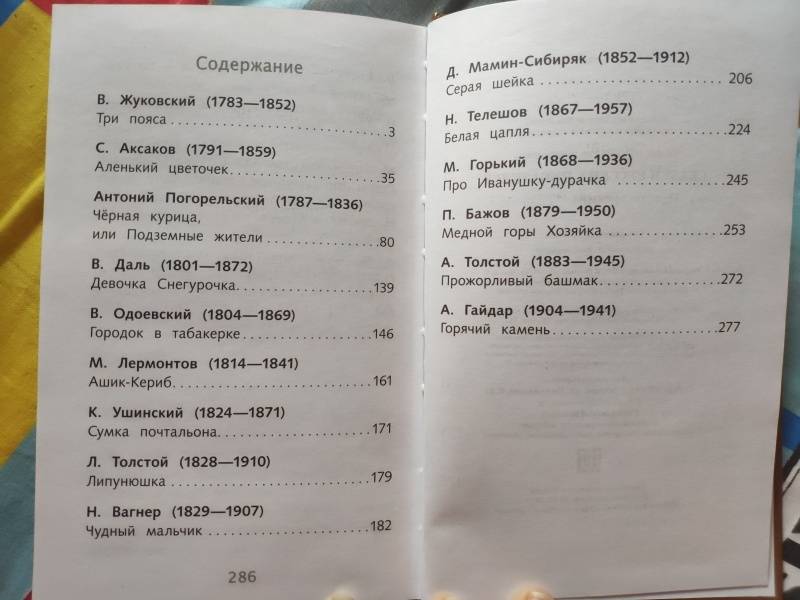 Содержание
В. Жуковский (1783—1852)
Три пояса ........................ 3
С. Аксаков (1791—1859)
Аленький цветочек ................ 35
Антоний Погорельский (1787—1836)
Чёрная курица,
или Подземные жители ............. 80
В. Даль (1801—1872)
Девочка Снегурочка ............... 139
В. Одоевский (1804—1869)
Городок в табакерке .............. 146
М. Лермонтов (1814—1841)
Ашик-Кериб ....................... 161
К. Ушинский (1824—1871)
Сумка почтальона ................. 171
Л. Толстой (1828—1910)
Липунюшка ........................ 179
Н. Вагнер (1829—1907)
Чудный мальчик ................... 182
286
Д. Мамин-Сибиряк (1852—1912)
Серая шейка ...................... 206
Н. Телешов (1867—1957)
Белая цапля ...................... 224
М. Горький (1868—1936)
Про Иванушку-дурачка ............. 245
П. Бажов (1879—1950)
Медной горы Хозяйка .............. 253
А. Толстой (1883—1945)
Прожорливый башмак ............... 272
А. Гайдар (1904—1941)
Горячий камень ................... 277